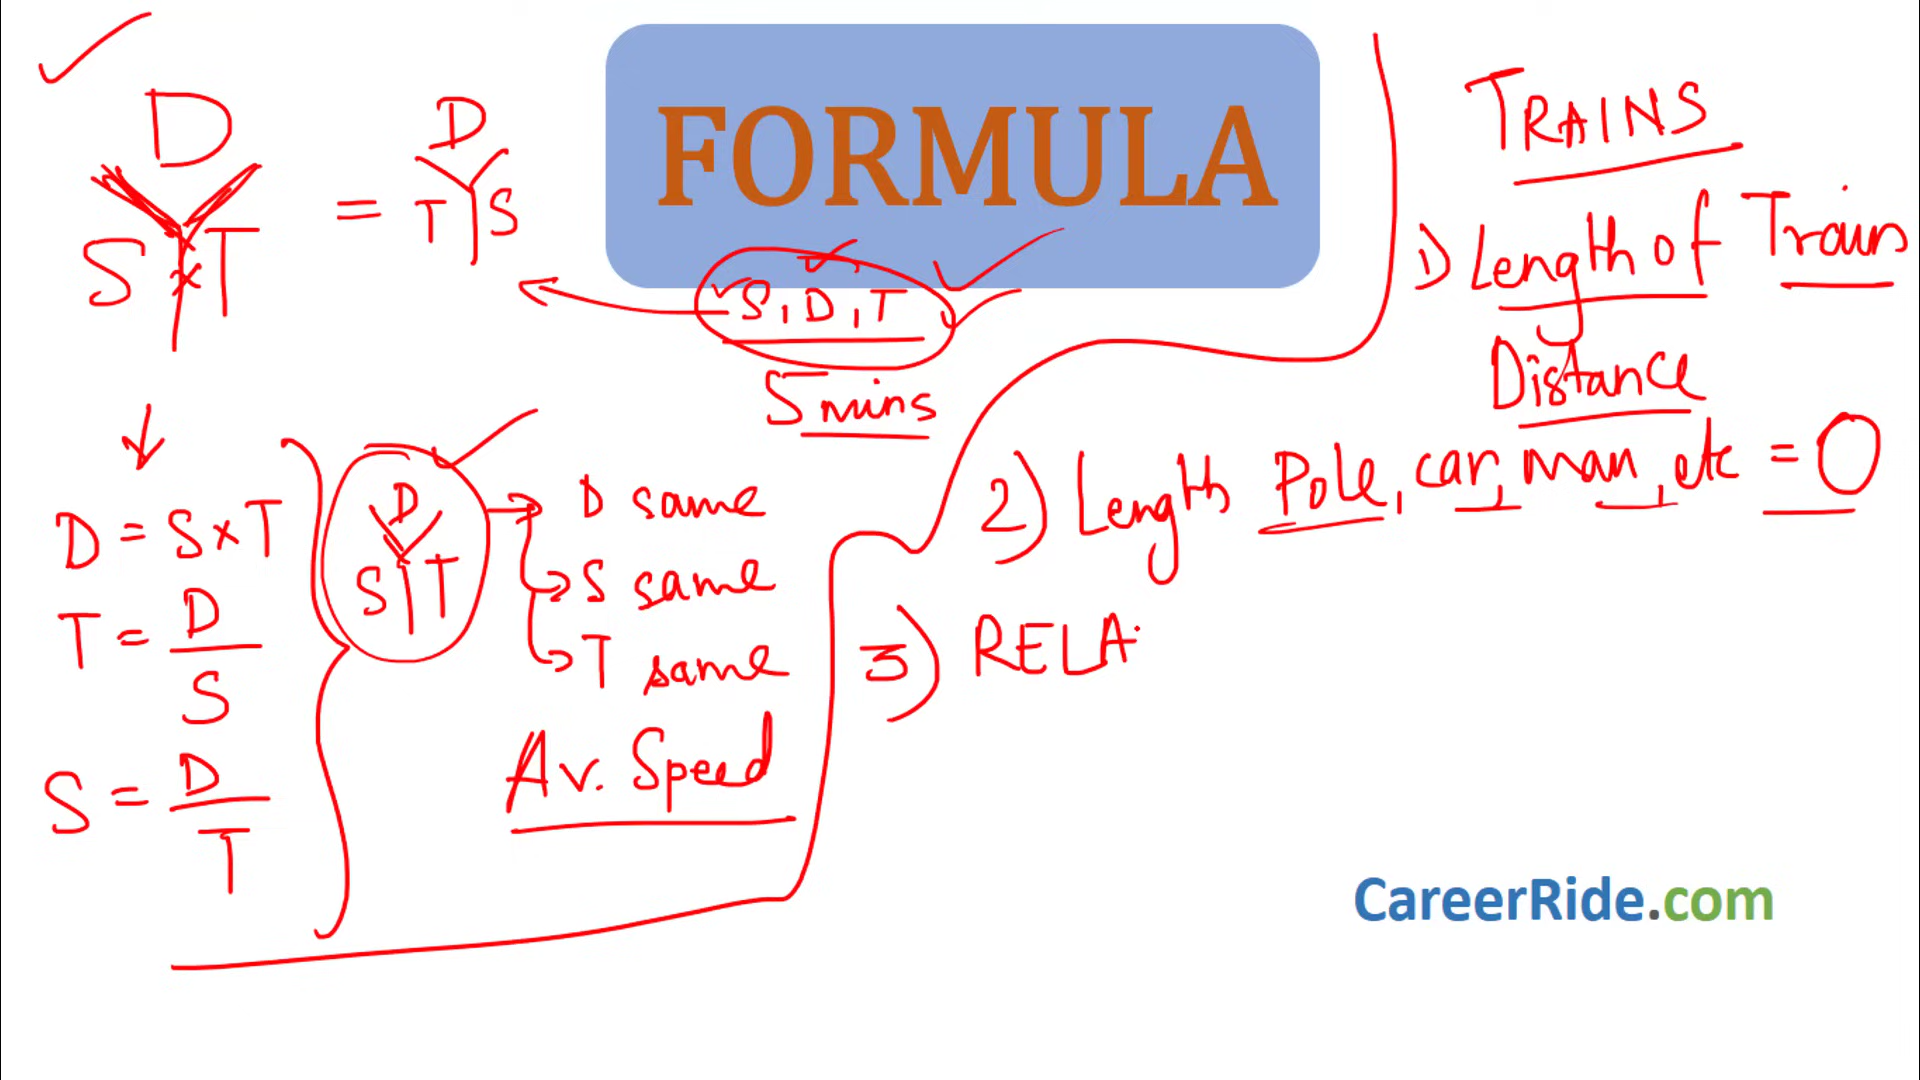 FORMULA
D
S × T
=
D
T S
S, D, T
5 mins
D = S × T
T = D
S
S = D
T
D
S T
D same
S same
T same
Av. Speed
TRAINS
1) Length of Trains
Distance
2) Length Pole, car, man, etc = 0
3) RELA
CareerRide.com